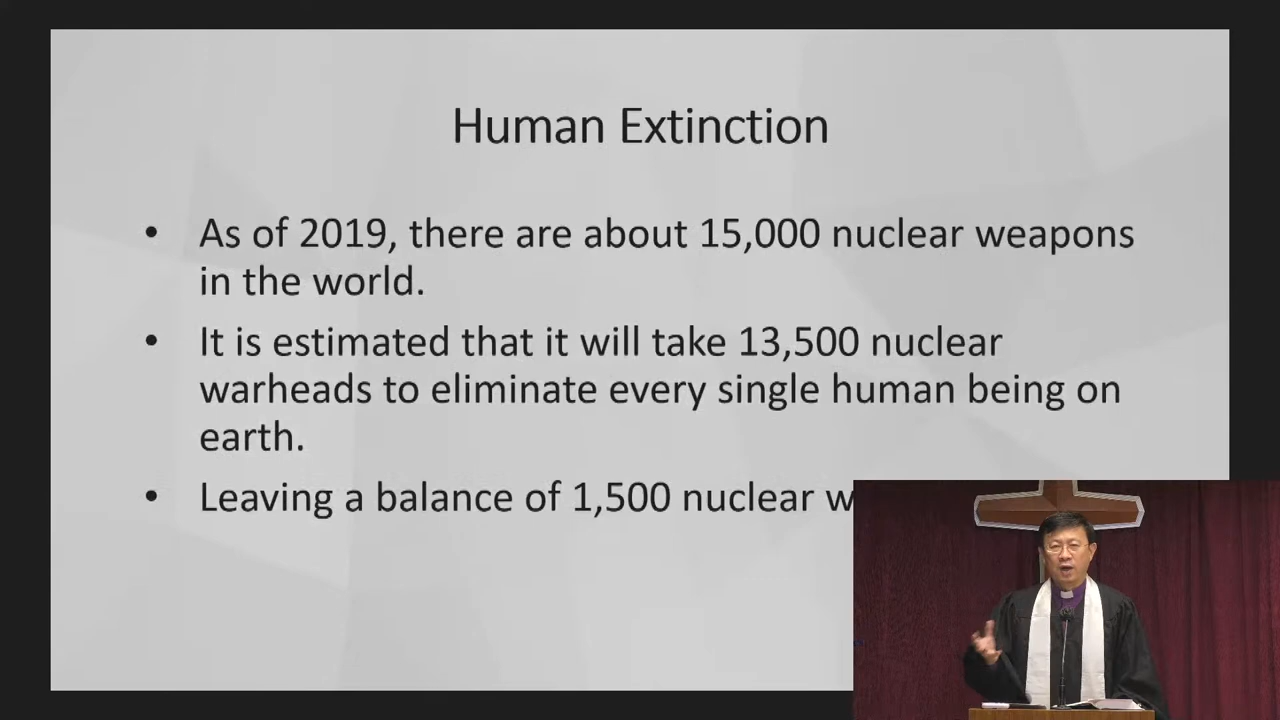 Human Extinction
• As of 2019, there are about 15,000 nuclear weapons
in the world.
• It is estimated that it will take 13,500 nuclear
warheads to eliminate every single human being on
earth.
• Leaving a balance of 1,500 nuclear